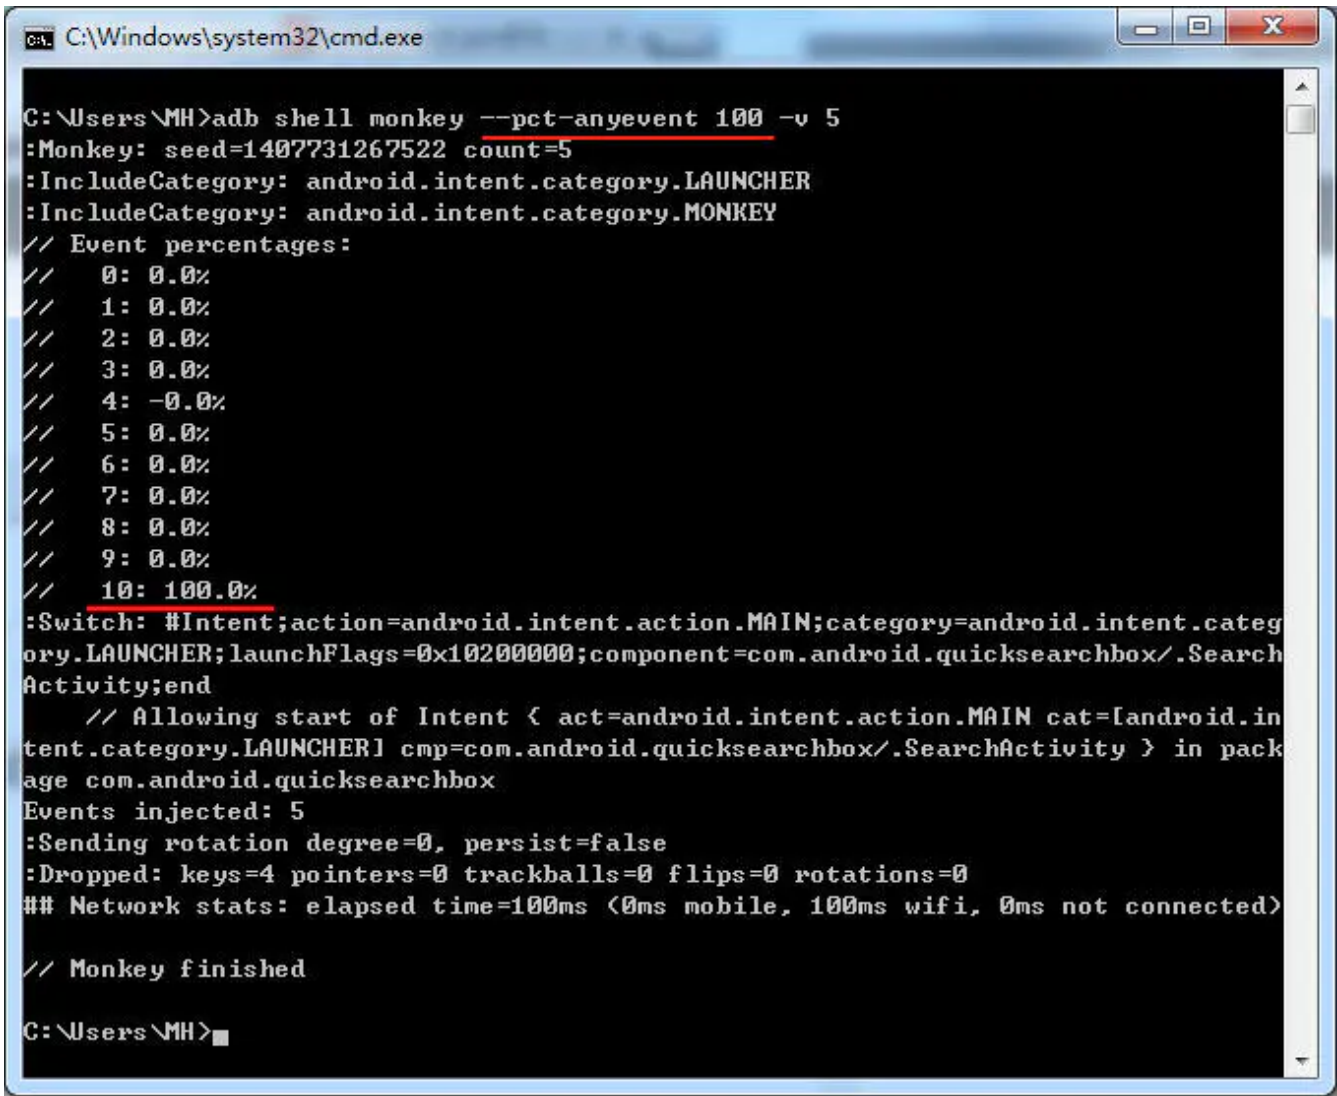 C:\Windows\system32\cmd.exe
C:\Users\MH>adb shell monkey --pct-anyevent 100 -v 5
:Monkey: seed=1407731267522 count=5
:IncludeCategory: android.intent.category.LAUNCHER
:IncludeCategory: android.intent.category.MONKEY
// Event percentages:
//   0: 0.0%
//   1: 0.0%
//   2: 0.0%
//   3: 0.0%
//   4: -0.0%
//   5: 0.0%
//   6: 0.0%
//   7: 0.0%
//   8: 0.0%
//   9: 0.0%
//   10: 100.0%
:Switch: #Intent;action=android.intent.action.MAIN;category=android.intent.categ
ory.LAUNCHER;launchFlags=0x10200000;component=com.android.quicksearchbox/.Search
Activity;end
    // Allowing start of Intent { act=android.intent.action.MAIN cat=[android.in
tent.category.LAUNCHER] cmp=com.android.quicksearchbox/.SearchActivity } in pack
age com.android.quicksearchbox
Events injected: 5
:Sending rotation degree=0, persist=false
:Dropped: keys=4 pointers=0 trackballs=0 flips=0 rotations=0
## Network stats: elapsed time=100ms (0ms mobile, 100ms wifi, 0ms not connected)
// Monkey finished
C:\Users\MH>